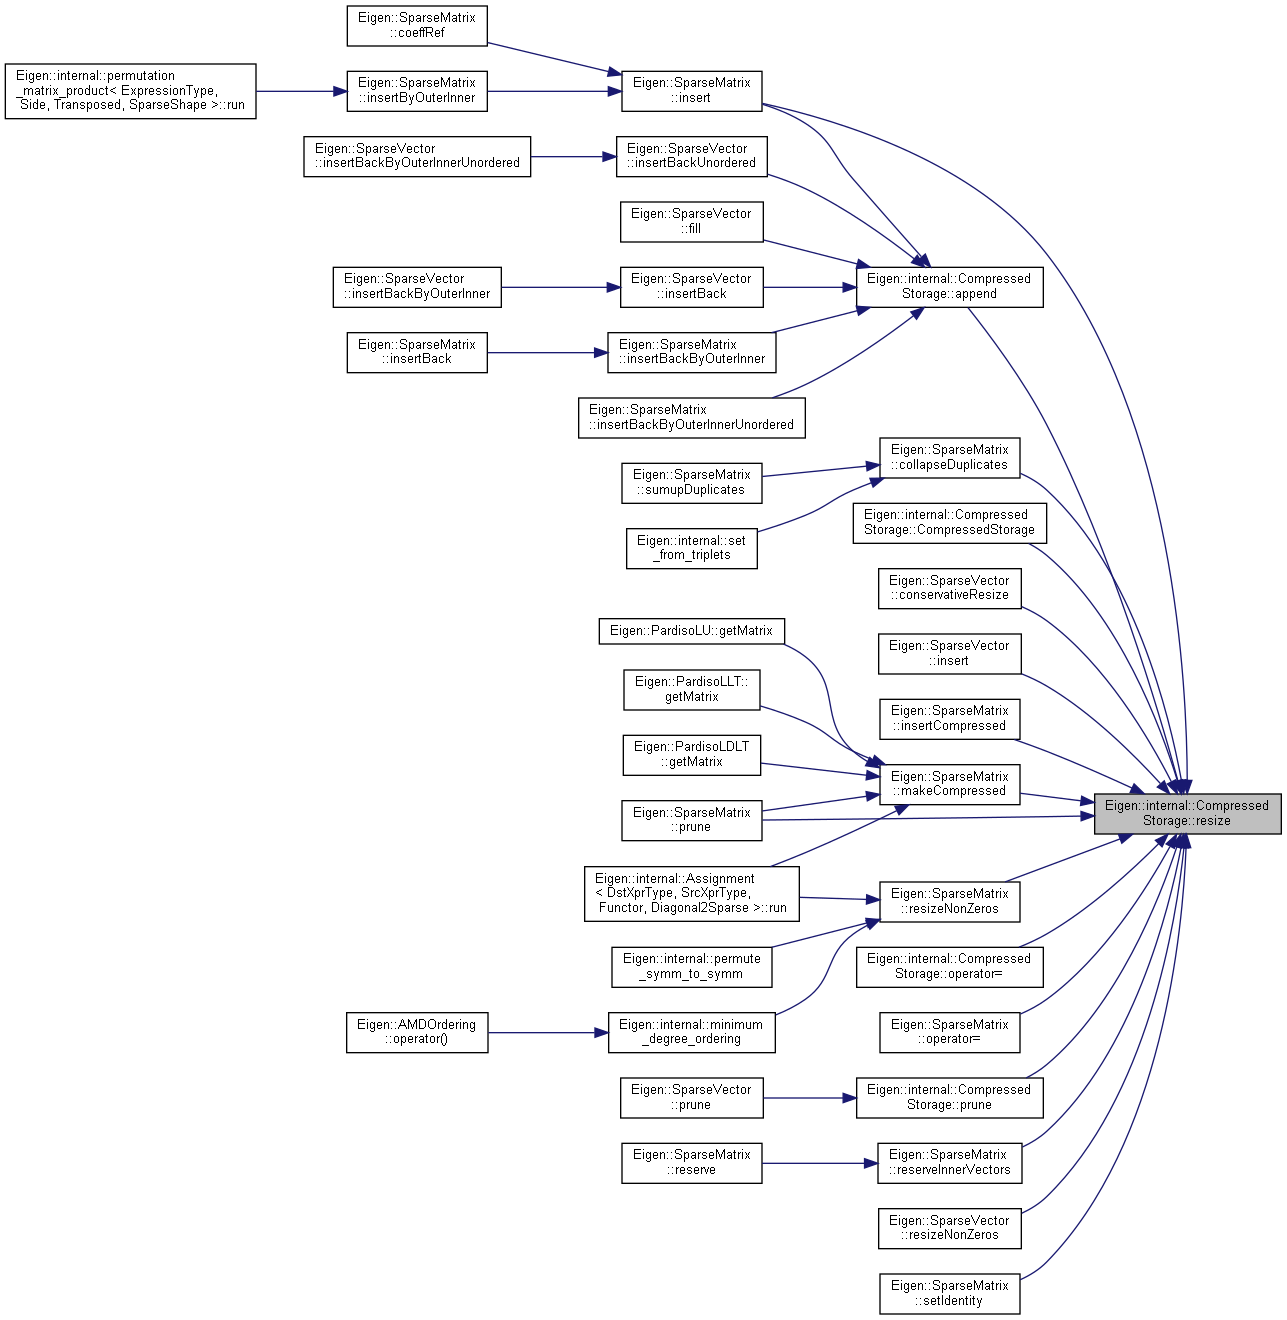 Eigen::SparseMatrix
::coeffRef
Eigen::internal::permutation
_matrix_product< ExpressionType,
Side, Transposed, SparseShape >::run
Eigen::SparseMatrix
::insertByOuterInner
Eigen::SparseMatrix
::insert
Eigen::SparseVector
::insertBackByOuterInnerUnordered
Eigen::SparseVector
::insertBackUnordered
Eigen::SparseVector
::fill
Eigen::SparseVector
::insertBackByOuterInner
Eigen::SparseVector
::insertBack
Eigen::internal::Compressed
Storage::append
Eigen::SparseMatrix
::insertBack
Eigen::SparseMatrix
::insertBackByOuterInner
Eigen::SparseMatrix
::insertBackByOuterInnerUnordered
Eigen::SparseMatrix
::collapseDuplicates
Eigen::SparseMatrix
::sumupDuplicates
Eigen::internal::Compressed
Storage::CompressedStorage
Eigen::internal::set
_from_triplets
Eigen::SparseVector
::conservativeResize
Eigen::PardisoLU::getMatrix
Eigen::SparseVector
::insert
Eigen::PardisoLLT::
getMatrix
Eigen::SparseMatrix
::insertCompressed
Eigen::PardisoLDLT
::getMatrix
Eigen::SparseMatrix
::makeCompressed
Eigen::SparseMatrix
::prune
Eigen::internal::Compressed
Storage::resize
Eigen::internal::Assignment
< DstXprType, SrcXprType,
Functor, Diagonal2Sparse >::run
Eigen::SparseMatrix
::resizeNonZeros
Eigen::internal::permute
_symm_to_symm
Eigen::internal::Compressed
Storage::operator=
Eigen::AMDOrdering
::operator()
Eigen::internal::minimum
_degree_ordering
Eigen::SparseMatrix
::operator=
Eigen::SparseVector
::prune
Eigen::internal::Compressed
Storage::prune
Eigen::SparseMatrix
::reserve
Eigen::SparseMatrix
::reserveInnerVectors
Eigen::SparseVector
::resizeNonZeros
Eigen::SparseMatrix
::setIdentity